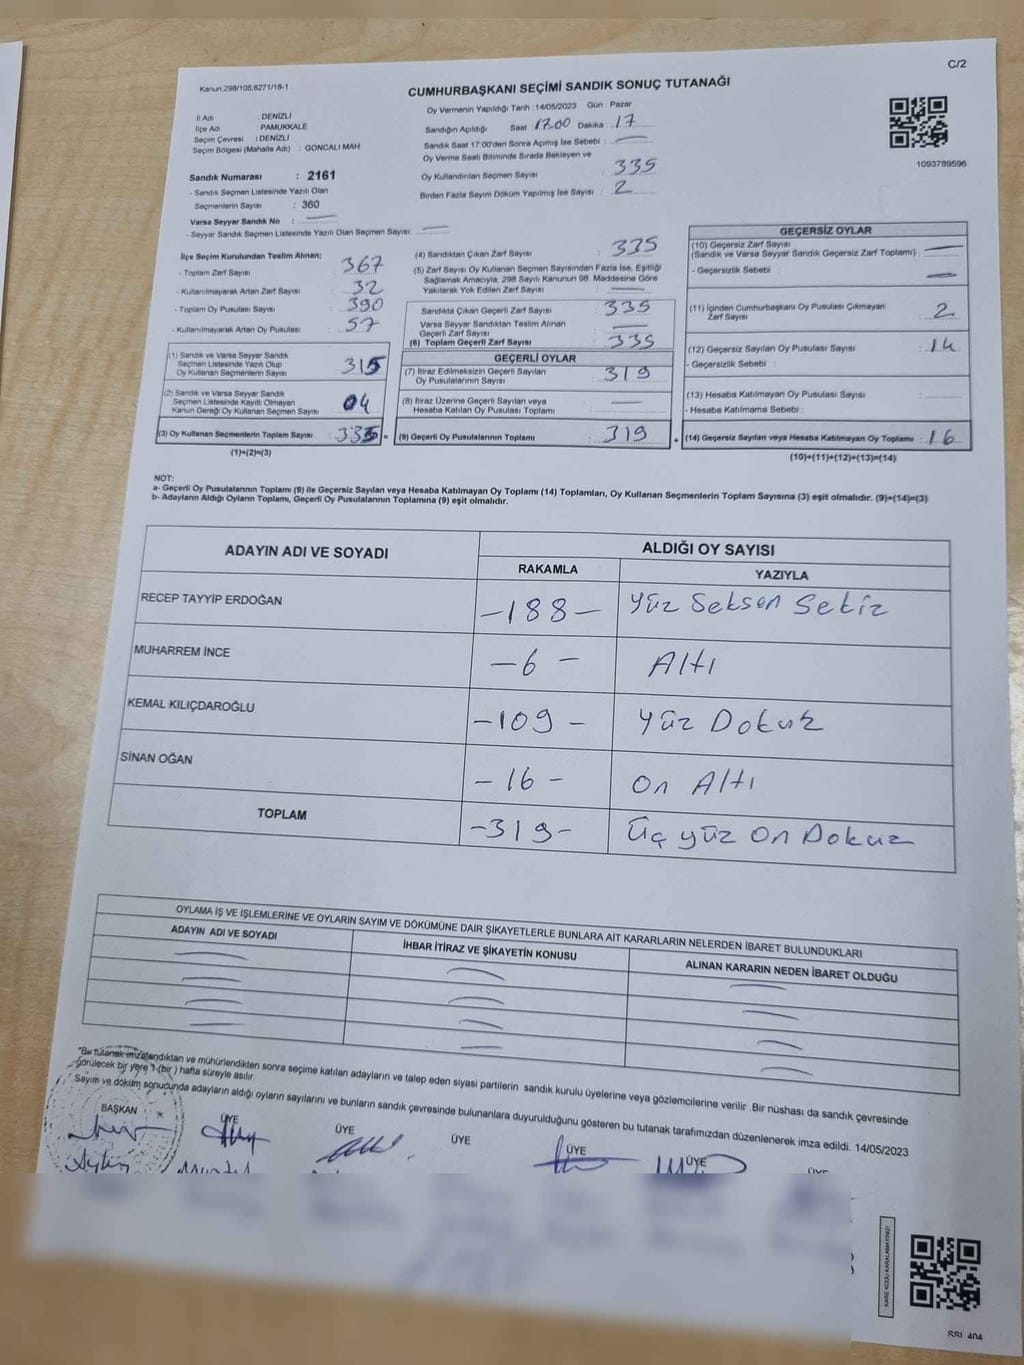 C/2
Kanun.298/105,6271/18-1
CUMHURBAŞKANI SEÇİMİ SANDIK SONUÇ TUTANAĞI
Oy Vermenin Yapıldığı Tarih : 14/05/2023 Gün : Pazar
İl Adı : DENİZLİ
İlçe Adı : PAMUKKALE
Seçim Çevresi : DENİZLİ
Seçim Bölgesi (Mahalle Adı) : GONCALI MAH
Sandığın Açıldığı Saat : 17.00 Dakika : 17
Sandık Saat 17:00'den Sonra Açımış İse Sebebi : —
Oy Verme Saati Bitiminde Sırada Bekleyen ve
Oy Kullandırılan Seçmen Sayısı : 335
Birden Fazla Sayım Döküm Yapılmış İse Sayısı : 2
1093789596
Sandık Numarası : 2161
- Sandık Seçmen Listesinde Yazılı Olan
Seçmenlerin Sayısı : 360
Varsa Seyyar Sandık No : —
- Seyyar Sandık Seçmen Listesinde Yazılı Olan Seçmen Sayısı : —
İlçe Seçim Kurulundan Teslim Alınan;
- Toplam Zarf Sayısı : 367
- Kullanılmayarak Artan Zarf Sayısı : 32
- Toplam Oy Pusulası Sayısı : 390
- Kullanılmayarak Artan Oy Pusulası : 57
(1) Sandık ve Varsa Seyyar Sandık
Seçmen Listesinde Yazılı Olup
Oy Kullanan Seçmenlerin Sayısı : 315
(2) Sandık ve Varsa Seyyar Sandık
Seçmen Listesinde Kayıtlı Olmayan
Kanun Gereği Oy Kullanan Seçmen Sayısı : 04
(3) Oy Kullanan Seçmenlerin Toplam Sayısı : 335 =
(1)+(2)=(3)
(4) Sandıktan Çıkan Zarf Sayısı : 335
(5) Zarf Sayısı Oy Kullanan Seçmen Sayısından Fazla İse, Eşitliği
Sağlamak Amacıyla, 298 Sayılı Kanunun 98. Maddesine Göre
Yakılarak Yok Edilen Zarf Sayısı : —
Sandıkta Çıkan Geçerli Zarf Sayısı : 335
Varsa Seyyar Sandıktan Teslim Alınan
Geçerli Zarf Sayısı : —
(6) Toplam Geçerli Zarf Sayısı : 335
GEÇERLİ OYLAR
(7) İtiraz Edilmeksizin Geçerli Sayılan
Oy Pusulalarının Sayısı : 319
(8) İtiraz Üzerine Geçerli Sayılan veya
Hesaba Katılan Oy Pusulası Toplamı : —
(9) Geçerli Oy Pusulalarının Toplamı : 319 +
GEÇERSİZ OYLAR
(10) Geçersiz Zarf Sayısı
(Sandık ve Varsa Seyyar Sandık Geçersiz Zarf Toplamı) : —
- Geçersizlik Sebebi : —
(11) İçinden Cumhurbaşkanı Oy Pusulası Çıkmayan
Zarf Sayısı : 2
(12) Geçersiz Sayılan Oy Pusulası Sayısı : 14
- Geçersizlik Sebebi :
(13) Hesaba Katılmayan Oy Pusulası Sayısı :
- Hesaba Katılmama Sebebi :
(14) Geçersiz Sayılan veya Hesaba Katılmayan Oy Toplamı : 16
(10)+(11)+(12)+(13)=(14)
NOT:
a- Geçerli Oy Pusulalarının Toplamı (9) ile Geçersiz Sayılan veya Hesaba Katılmayan Oy Toplamı (14) Toplamları, Oy Kullanan Seçmenlerin Toplam Sayısına (3) eşit olmalıdır. (9)+(14)=(3)
b- Adayların Aldığı Oyların Toplamı, Geçerli Oy Pusulalarının Toplamına (9) eşit olmalıdır.
ADAYIN ADI VE SOYADI
ALDIĞI OY SAYISI
RAKAMLA YAZIYLA
RECEP TAYYİP ERDOĞAN -188- Yüz Seksen Sekiz
MUHARREM İNCE -6- Altı
KEMAL KILIÇDAROĞLU -109- Yüz Dokuz
SİNAN OĞAN -16- On Altı
TOPLAM -319- Üç yüz On Dokuz
OYLAMA İŞ VE İŞLEMLERİNE VE OYLARIN SAYIM VE DÖKÜMÜNE DAİR ŞİKAYETLERLE BUNLARA AİT KARARLARIN NELERDEN İBARET BULUNDUKLARI
ADAYIN ADI VE SOYADI İHBAR İTİRAZ VE ŞİKAYETİN KONUSU ALINAN KARARIN NEDEN İBARET OLDUĞU
*Bu tutanak imzalandıktan ve mühürlendikten sonra seçime katılan adayların ve talep eden siyasi partilerin sandık kurulu üyelerine veya gözlemcilerine verilir .Bir nüshası da sandık çevresinde
görülecek bir yere 1 (bir ) hafta süreyle asılır.
* Sayım ve döküm sonucunda adayların aldığı oyların sayılarını ve bunların sandık çevresinde bulunanlara duyurulduğunu gösteren bu tutanak tarafımızdan düzenlenerek imza edildi. 14/05/2023
BAŞKAN ÜYE ÜYE ÜYE ÜYE ÜYE ÜYE
KARE KODU KARALAMAYINIZ!